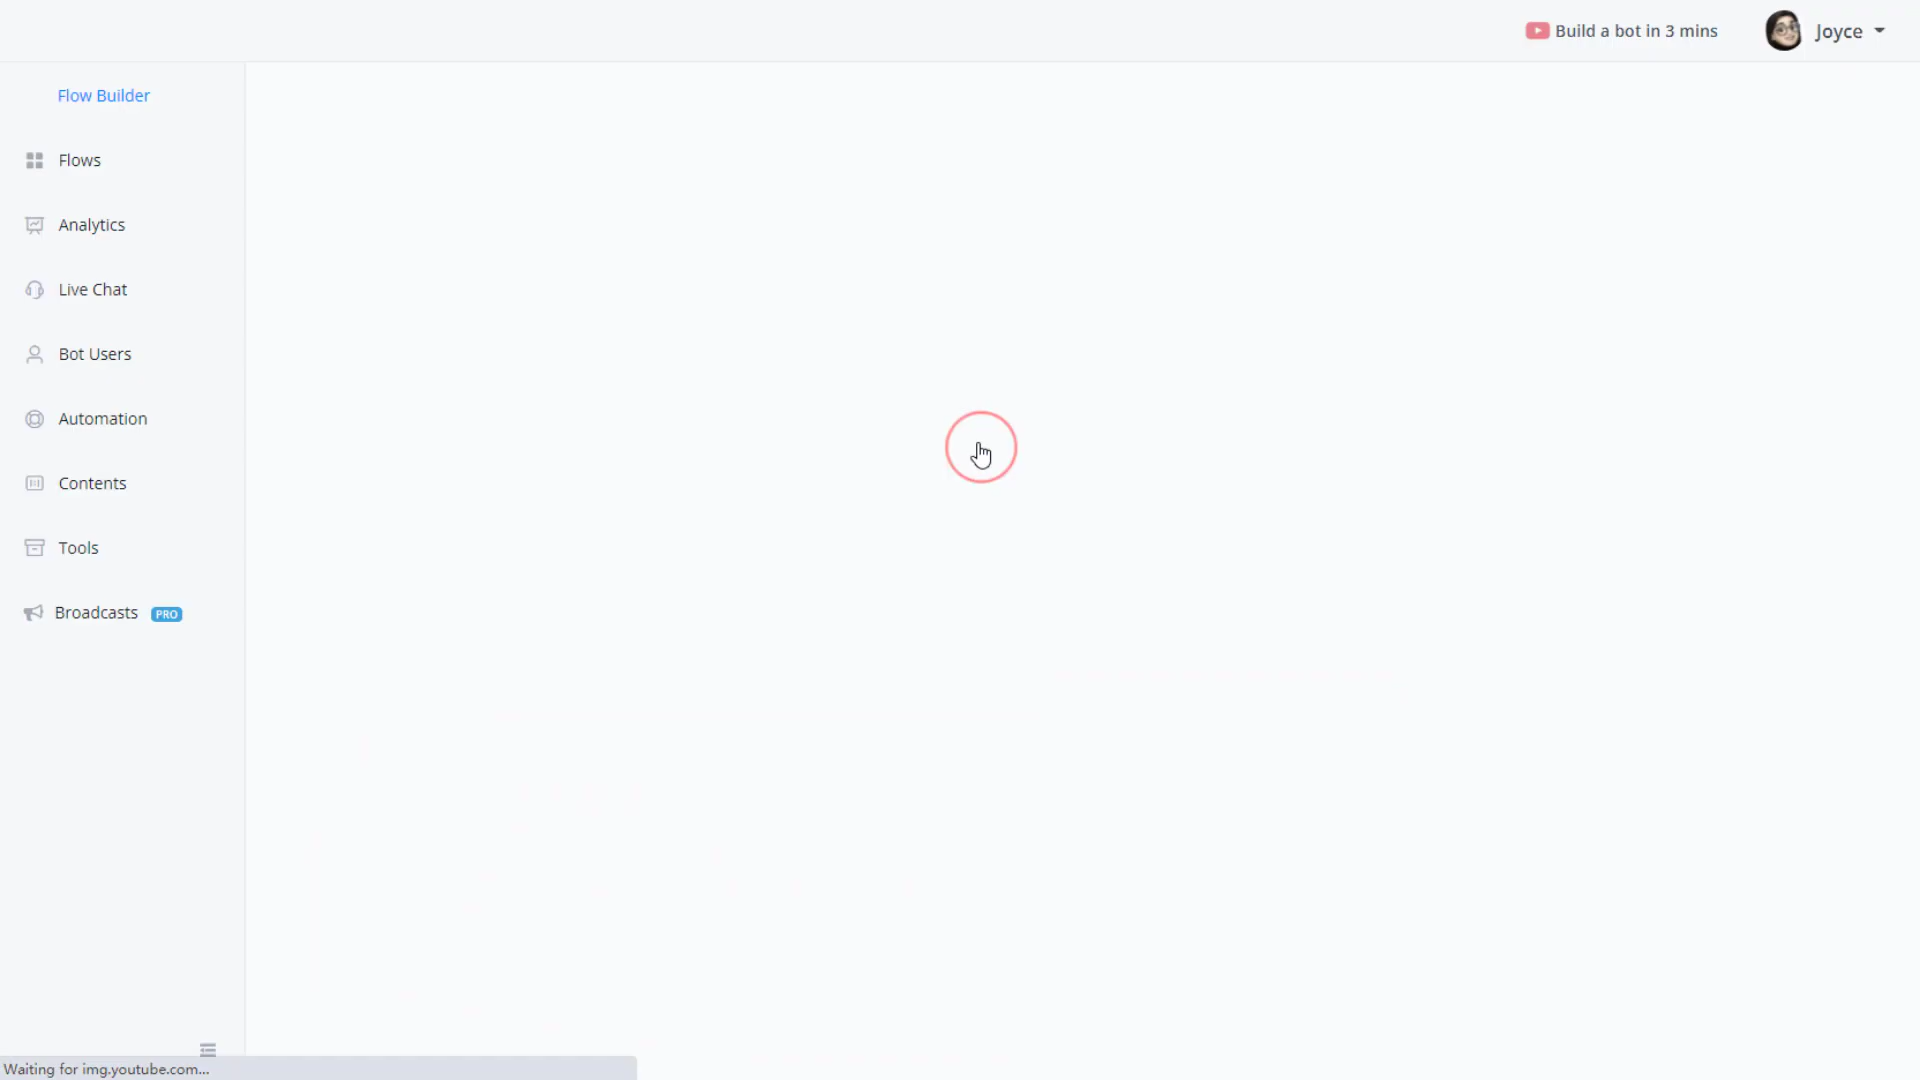 Build a bot in 3 mins
Joyce
Flow Builder
Flows
Analytics
Live Chat
Bot Users
Automation
Contents
Tools
Broadcasts PRO
Waiting for img.youtube.com...